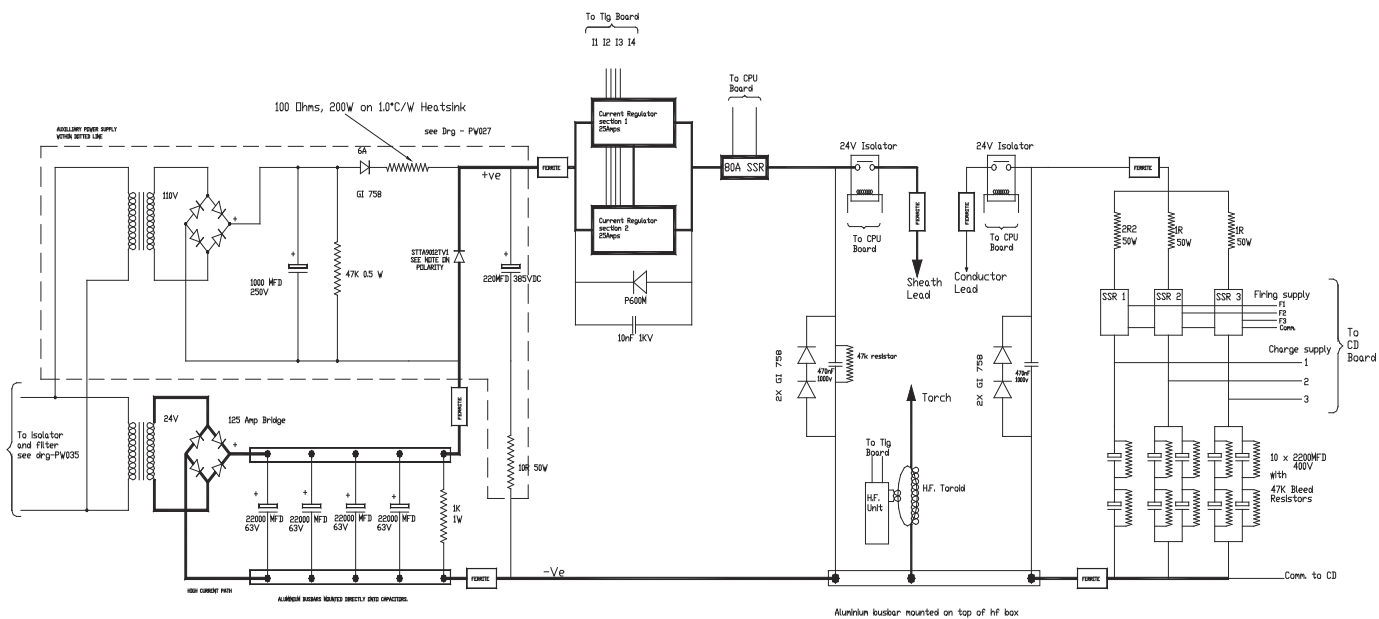 To Tig Board
I1 I2 I3 I4
To CPU
Board
100 Ohms, 200W on 1.0°C/W Heatsink
see Drg - PW027
AUXILLIARY POWER SUPPLY
WITHIN DOTTED LINE
Current Regulator
section 1
25Amps
24V Isolator
24V Isolator
6A
GI 758
+ve
FERRITE
80A SSR
FERRITE
110V
+
FERRITE
FERRITE
2R2
50W
1R
50W
1R
50W
Current Regulator
section 2
25Amps
To CPU
Board
To CPU
Board
STTA9012TV1
SEE NOTE ON
POLARITY
+
1000 MFD
250V
47K 0.5 W
+
220MFD 385VDC
P600M
10nF 1KV
Sheath
Lead
Conductor
Lead
SSR 1
SSR 2
SSR 3
Firing supply
F1
F2
F3
Comm.
To
CD
Board
Charge supply
1
2
3
2X GI 758
470nF
1000v
47k resistor
2X GI 758
470nF
1000v
FERRITE
Torch
24V
125 Amp Bridge
+
To Isolator
and filter
see drg-PW035
To Tig
Board
H.F.
Unit
H.F. Toroid
10R 50W
10 x 2200MFD
400V
with
47K Bleed
Resistors
+
22000 MFD
63V
+
22000 MFD
63V
+
22000 MFD
63V
+
22000 MFD
63V
1K
1W
FERRITE
-Ve
FERRITE
Comm. to CD
HIGH CURRENT PATH
ALUMINIUM BUSBARS MOUNTED DIRECTLY ONTO CAPACITORS.
Aluminium busbar mounted on top of hf box